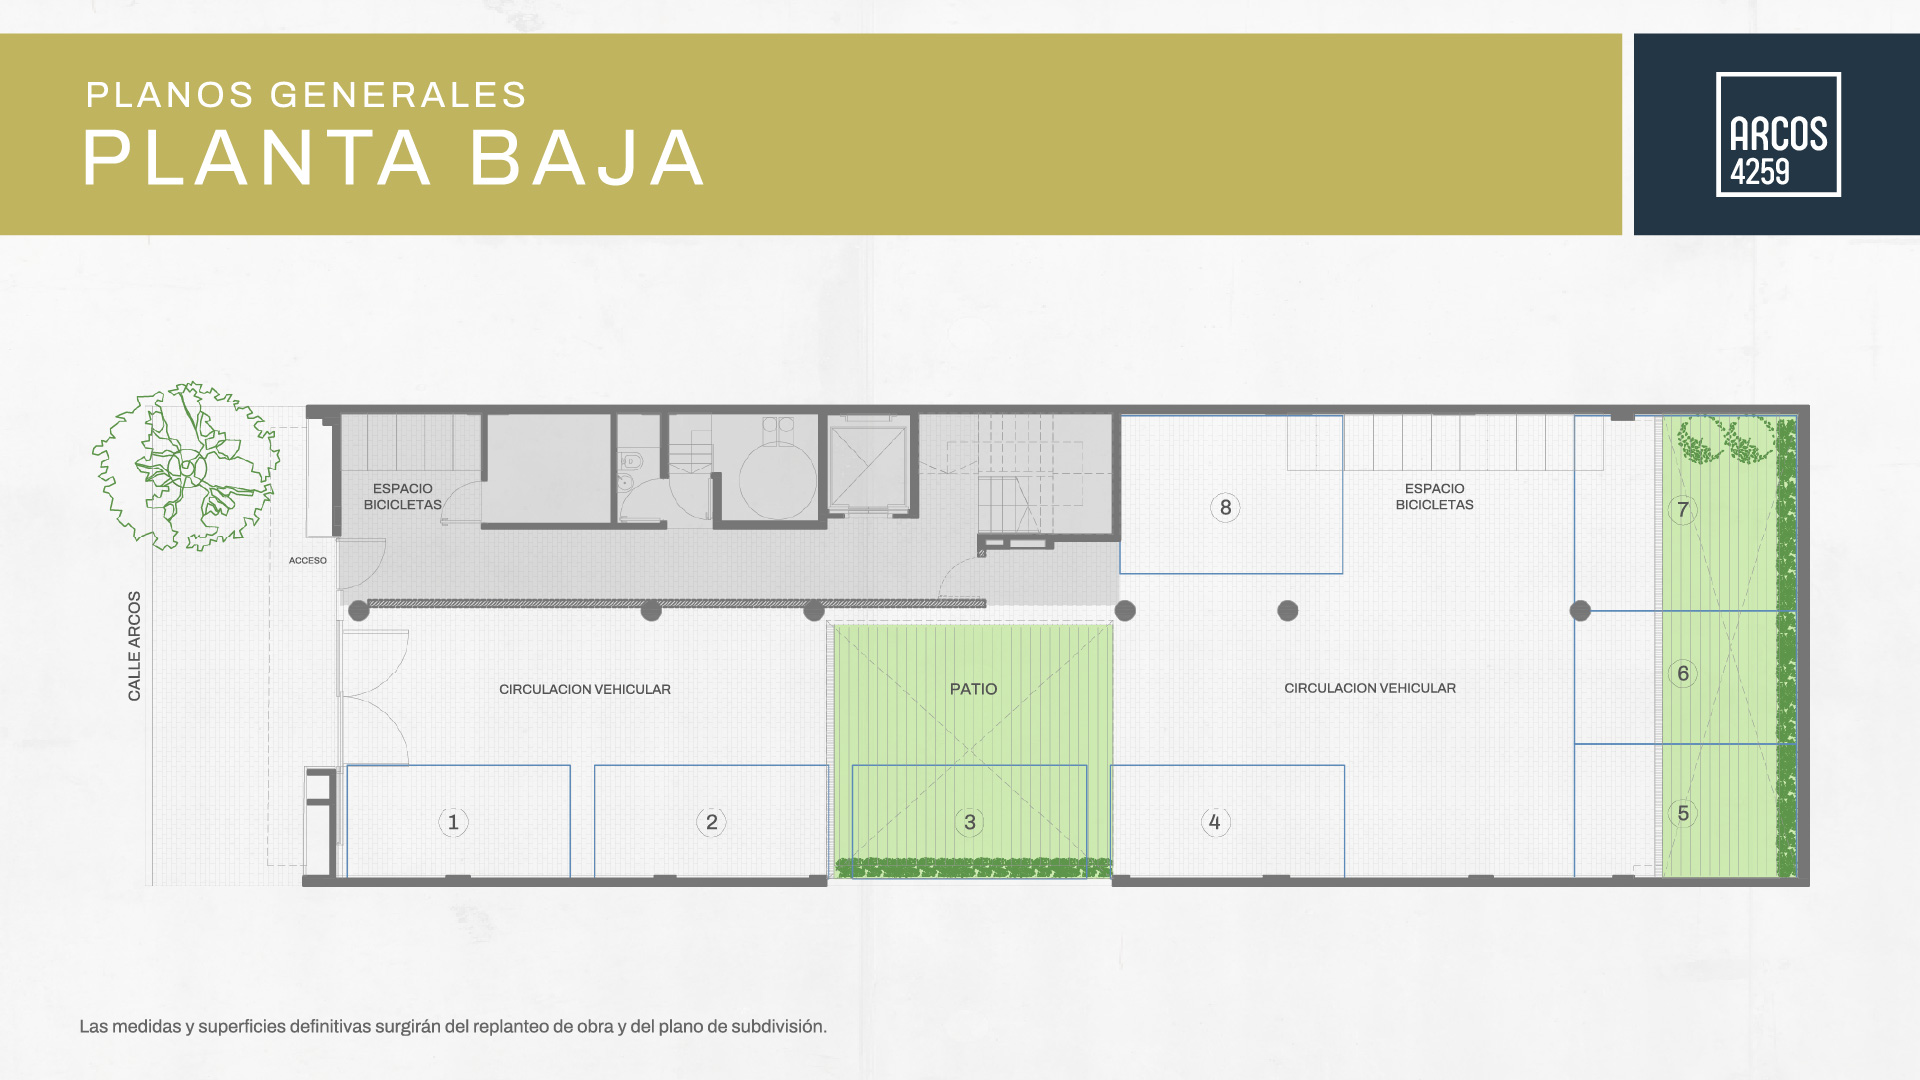 PLANOS GENERALES
PLANTA BAJA
ARCOS
4259
ESPACIO
BICICLETAS
8
ESPACIO
BICICLETAS
7
ACCESO
CALLE ARCOS
CIRCULACION VEHICULAR
PATIO
CIRCULACION VEHICULAR
6
1
2
3
4
5
Las medidas y superficies definitivas surgirán del replanteo de obra y del plano de subdivisión.